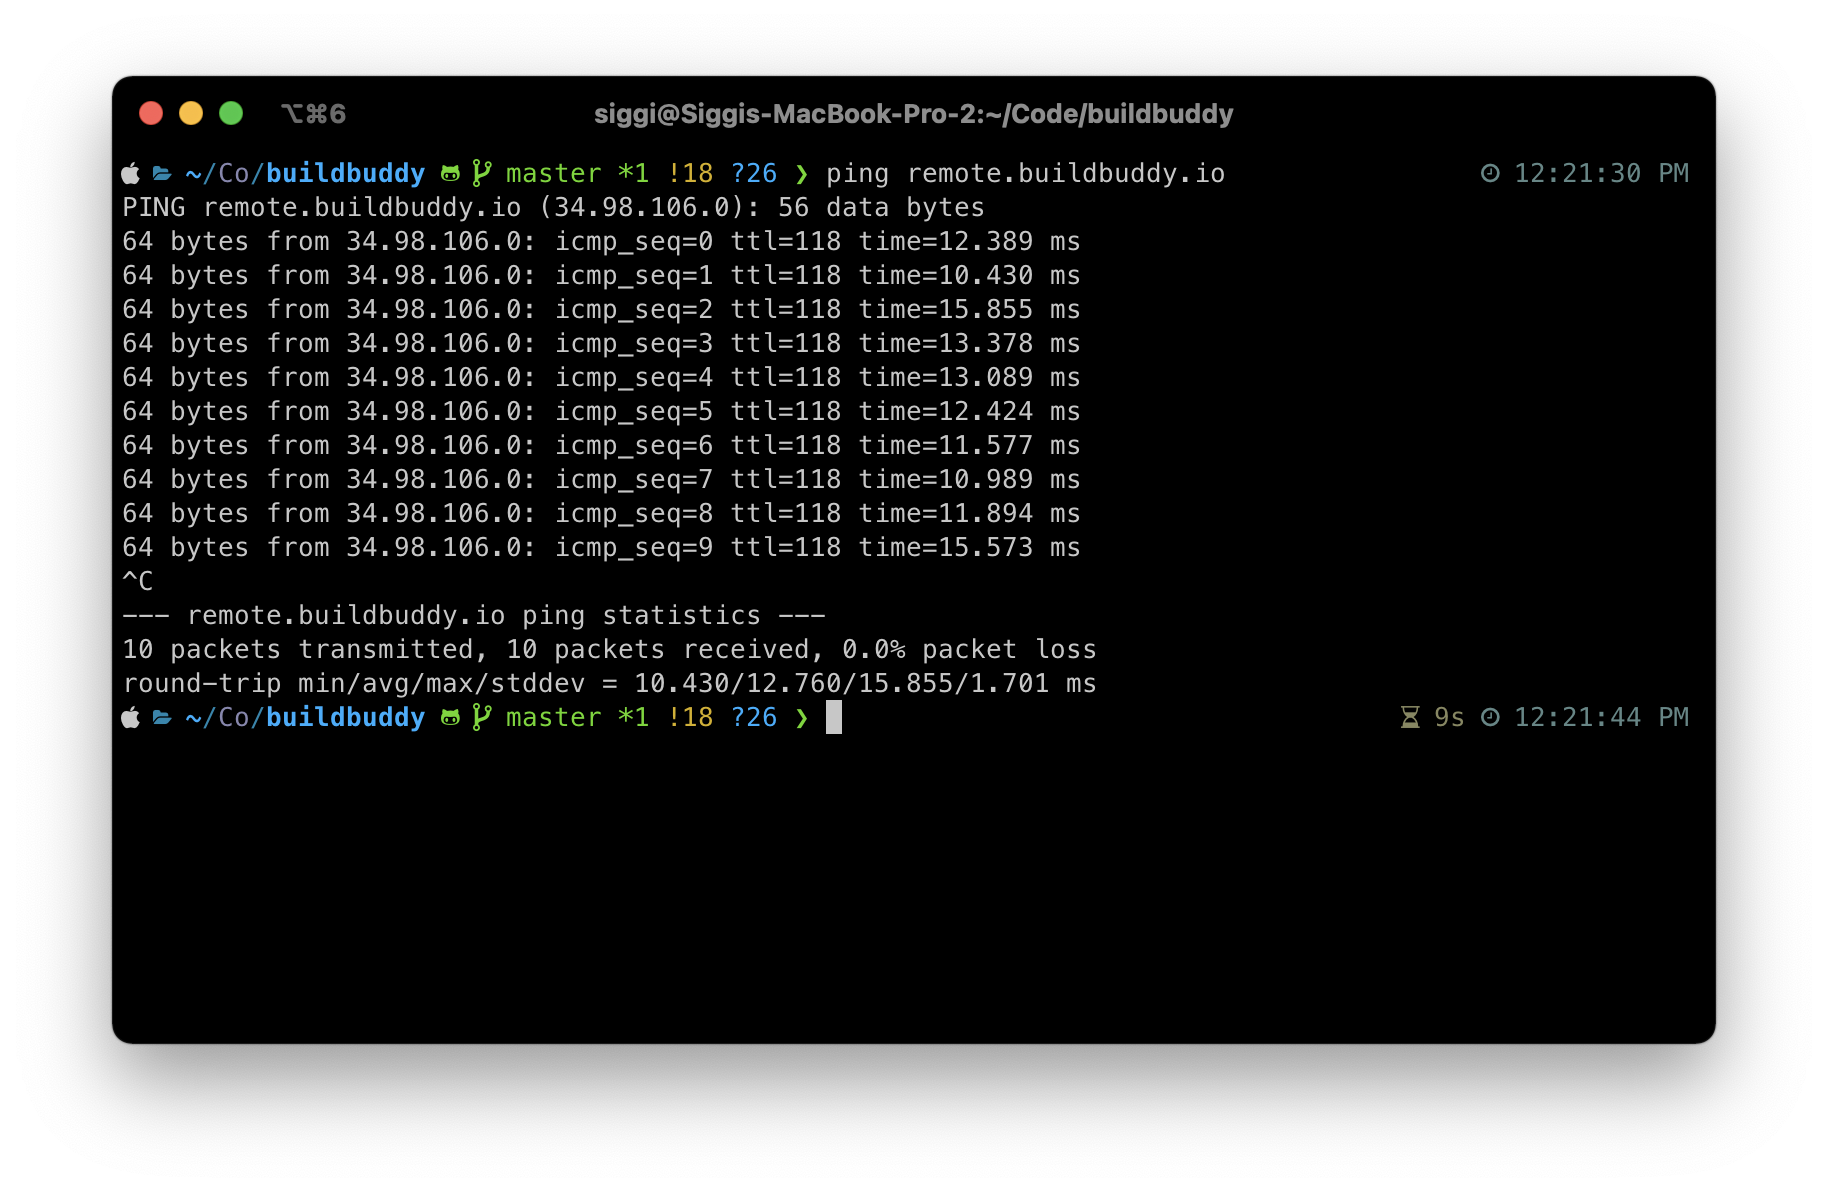 ⌥⌘6 siggi@Siggis-MacBook-Pro-2:~/Code/buildbuddy
~/Co/buildbuddy master *1 !18 ?26 ❯ ping remote.buildbuddy.io 12:21:30 PM
PING remote.buildbuddy.io (34.98.106.0): 56 data bytes
64 bytes from 34.98.106.0: icmp_seq=0 ttl=118 time=12.389 ms
64 bytes from 34.98.106.0: icmp_seq=1 ttl=118 time=10.430 ms
64 bytes from 34.98.106.0: icmp_seq=2 ttl=118 time=15.855 ms
64 bytes from 34.98.106.0: icmp_seq=3 ttl=118 time=13.378 ms
64 bytes from 34.98.106.0: icmp_seq=4 ttl=118 time=13.089 ms
64 bytes from 34.98.106.0: icmp_seq=5 ttl=118 time=12.424 ms
64 bytes from 34.98.106.0: icmp_seq=6 ttl=118 time=11.577 ms
64 bytes from 34.98.106.0: icmp_seq=7 ttl=118 time=10.989 ms
64 bytes from 34.98.106.0: icmp_seq=8 ttl=118 time=11.894 ms
64 bytes from 34.98.106.0: icmp_seq=9 ttl=118 time=15.573 ms
^C
--- remote.buildbuddy.io ping statistics ---
10 packets transmitted, 10 packets received, 0.0% packet loss
round-trip min/avg/max/stddev = 10.430/12.760/15.855/1.701 ms
~/Co/buildbuddy master *1 !18 ?26 ❯ 9s 12:21:44 PM